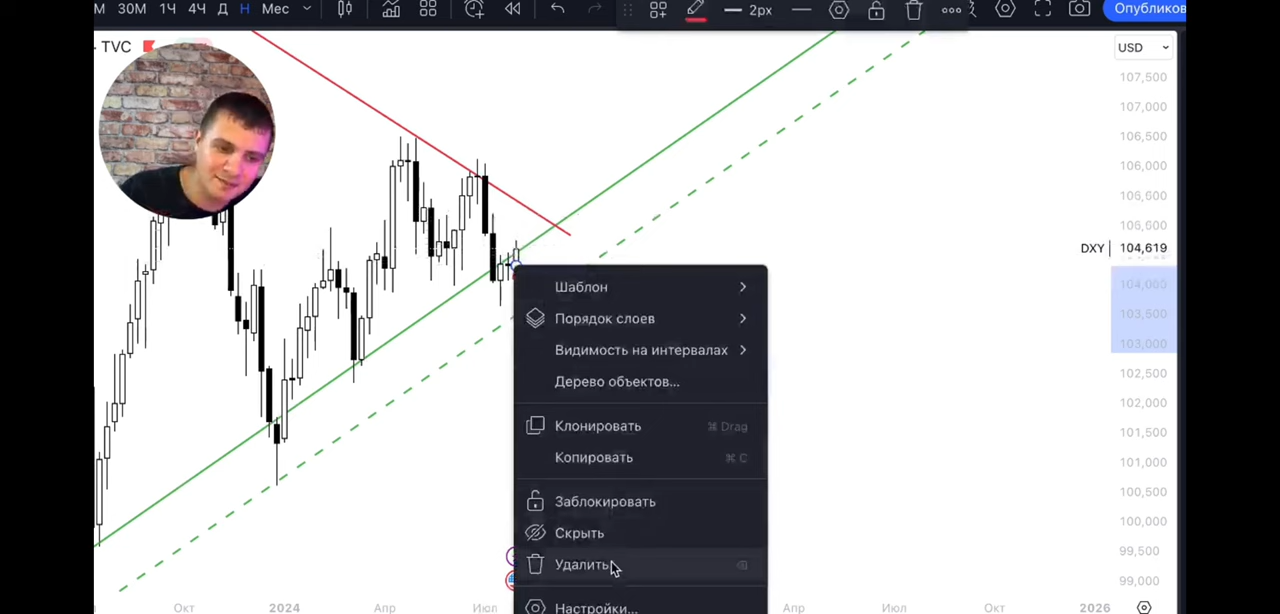 М 30М 1Ч 4Ч Д Н Мес
2px
Опубликов
TVC
USD
107,500
107,000
106,500
106,000
105,500
105,000
DXY 104,619
104,000
103,500
103,000
102,500
102,000
101,500
101,000
100,500
100,000
99,500
99,000
Шаблон
Порядок слоев
Видимость на интервалах
Дерево объектов...
Клонировать ⌘ Drag
Копировать ⌘ C
Заблокировать
Скрыть
Удалить
Настройки...
Окт 2024 Апр Июл Апр Июл Окт 2026